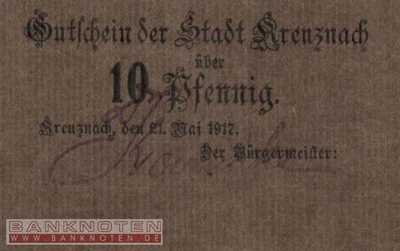 Gutschein der Stadt Kreuznach
über
10 Pfennig.
Kreuznach, den 21. Mai 1917.
Der Bürgermeister:
BANKNOTEN
WWW.BANKNOTEN.DE